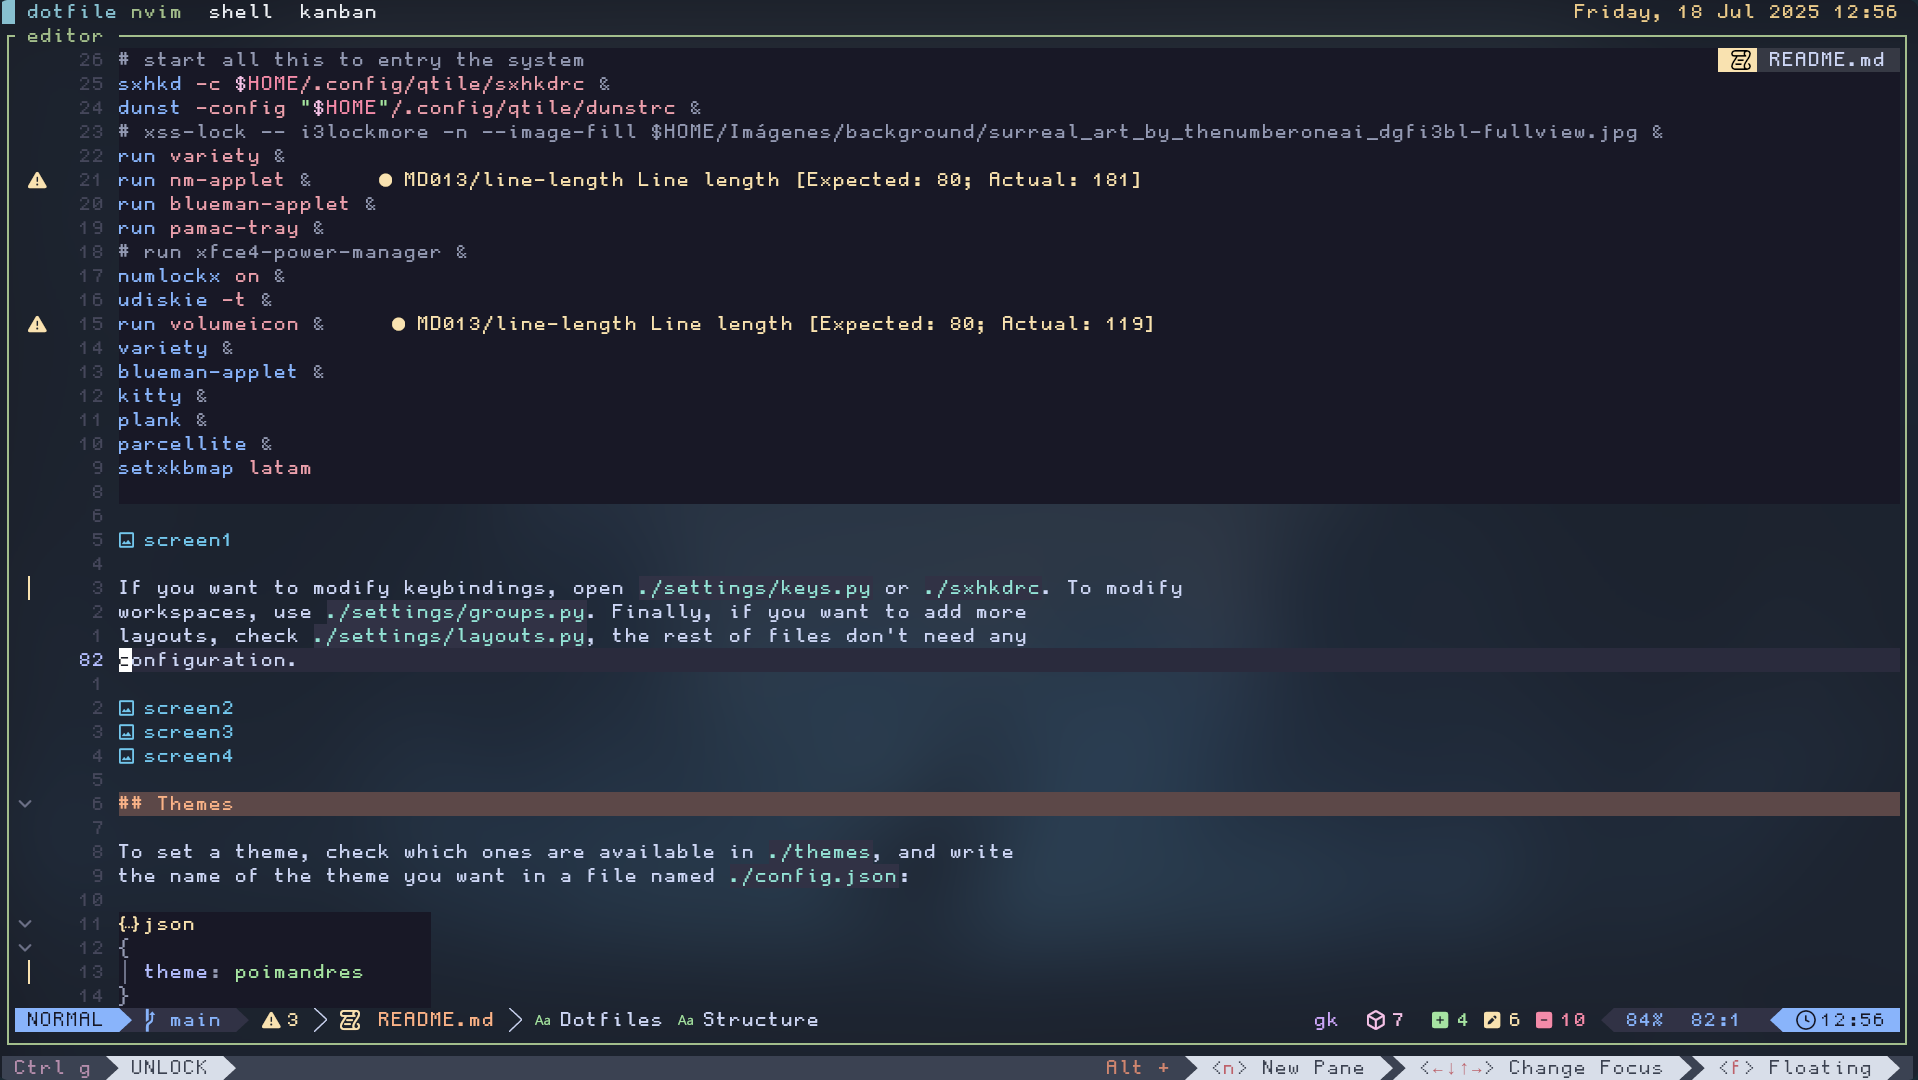 dotfile nvim shell kanban Friday, 18 Jul 2025 12:56
editor
26 # start all this to entry the system README.md
25 sxhkd -c $HOME/.config/qtile/sxhkdrc &
24 dunst -config "$HOME"/.config/qtile/dunstrc &
23 # xss-lock -- i3lockmore -n --image-fill $HOME/Imágenes/background/surreal_art_by_thenumberoneai_dgfi3bl-fullview.jpg &
22 run variety &
21 run nm-applet & ● MD013/line-length Line length [Expected: 80; Actual: 181]
20 run blueman-applet &
19 run pamac-tray &
18 # run xfce4-power-manager &
17 numlockx on &
16 udiskie -t &
15 run volumeicon & ● MD013/line-length Line length [Expected: 80; Actual: 119]
14 variety &
13 blueman-applet &
12 kitty &
11 plank &
10 parcellite &
9 setxkbmap latam
8
6
5 screen1
4
3 If you want to modify keybindings, open ./settings/keys.py or ./sxhkdrc. To modify
2 workspaces, use ./settings/groups.py. Finally, if you want to add more
1 layouts, check ./settings/layouts.py, the rest of files don't need any
82 configuration.
1
2 screen2
3 screen3
4 screen4
5
6 ## Themes
7
8 To set a theme, check which ones are available in ./themes, and write
9 the name of the theme you want in a file named ./config.json:
10
11 {..} json
12 {
13 theme: poimandres
14 }
NORMAL main 3 README.md Aa Dotfiles Aa Structure gk 7 4 6 10 84% 82:1 12:56
Ctrl g UNLOCK Alt + <n> New Pane <←↓↑→> Change Focus <f> Floating